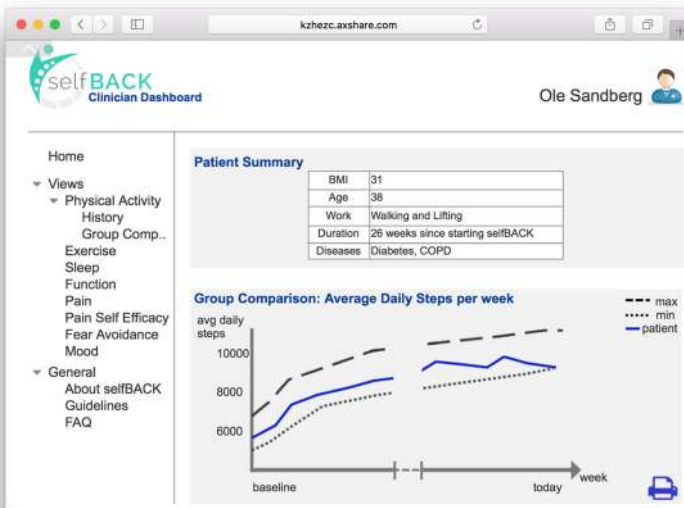 kzhezc.axshare.com
selfBACK
Clinician Dashboard
Ole Sandberg
Home
Views
Physical Activity
History
Group Comp..
Exercise
Sleep
Function
Pain
Pain Self Efficacy
Fear Avoidance
Mood
General
About selfBACK
Guidelines
FAQ
Patient Summary
BMI 31
Age 38
Work Walking and Lifting
Duration 26 weeks since starting selfBACK
Diseases Diabetes, COPD
Group Comparison: Average Daily Steps per week
max
min
patient
avg daily
steps
10000
8000
6000
baseline
today
week